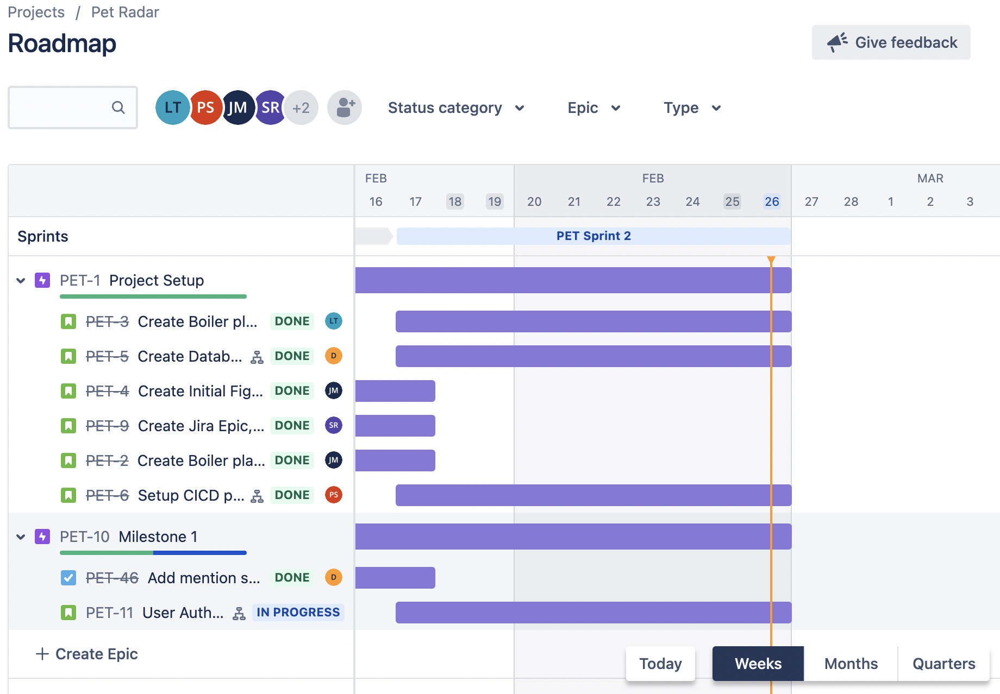 Projects / Pet Radar
Roadmap
Give feedback
LT PS JM SR +2
Status category
Epic
Type
FEB FEB MAR
16 17 18 19 20 21 22 23 24 25 26 27 28 1 2 3
Sprints
PET Sprint 2
PET-1 Project Setup
PET-3 Create Boiler pl... DONE LT
PET-5 Create Datab... DONE D
PET-4 Create Initial Fig... DONE JM
PET-9 Create Jira Epic,... DONE SR
PET-2 Create Boiler pla... DONE JM
PET-6 Setup CICD p... DONE PS
PET-10 Milestone 1
PET-46 Add mention s... DONE D
PET-11 User Auth... IN PROGRESS
+ Create Epic
Today Weeks Months Quarters